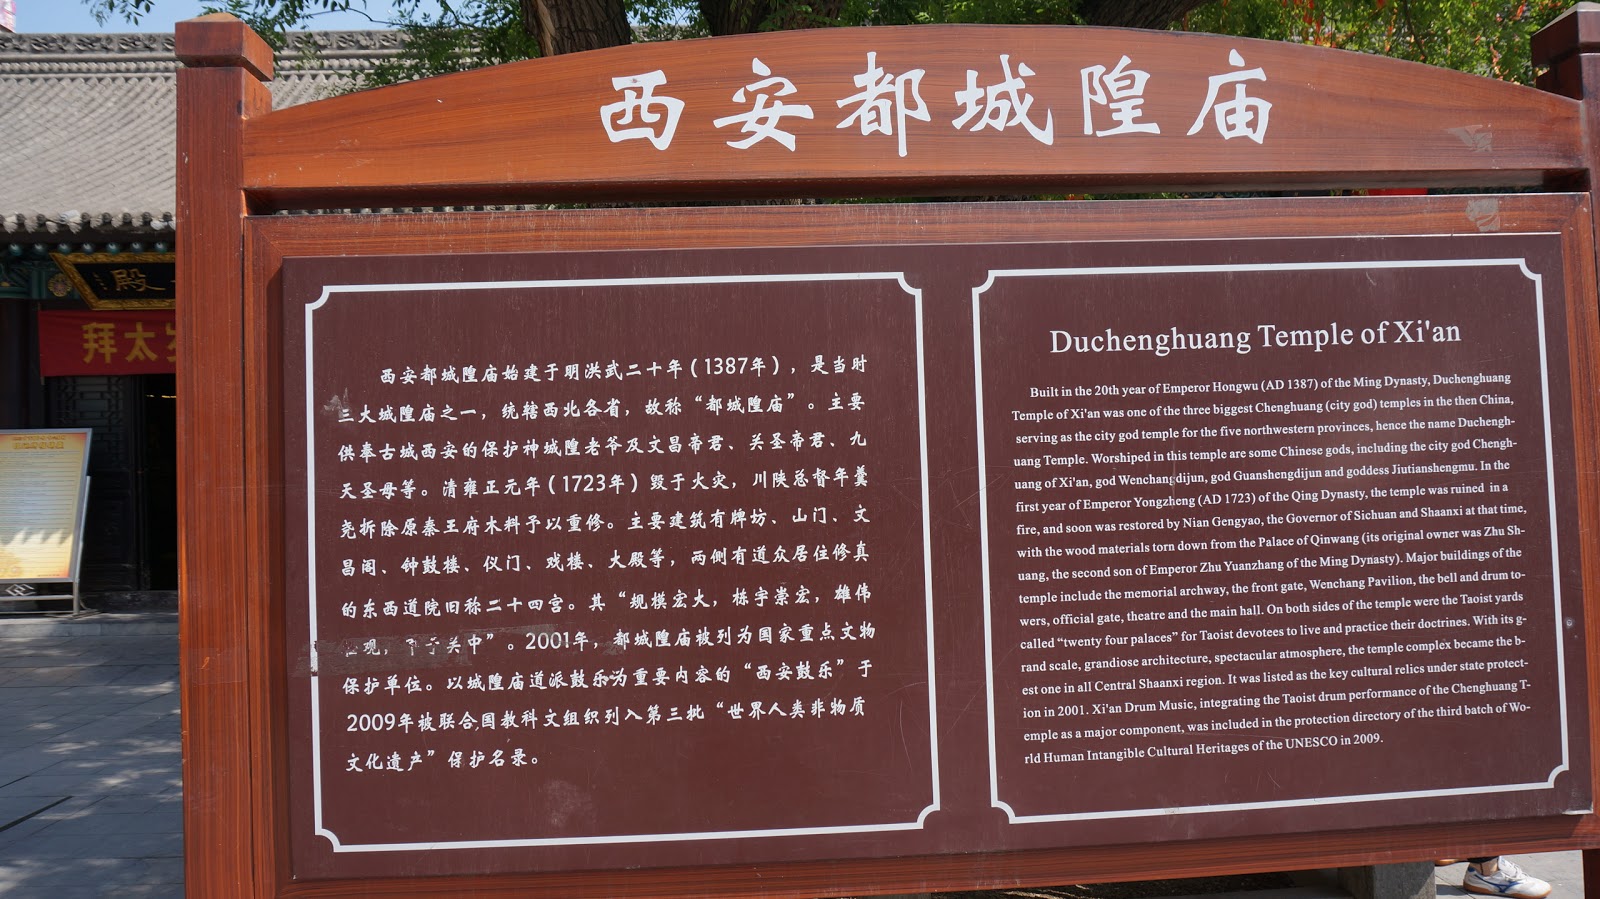 西安都城隍庙
殿
拜太岁
西安都城隍庙始建于明洪武二十年（1387年），是当时
三大城隍庙之一，统辖西北各省，故称“都城隍庙”。主要
供奉古城西安的保护神城隍老爷及文昌帝君、关圣帝君、九
天圣母等。清雍正元年（1723年）毁于火灾，川陕总督年羹
尧拆除原秦王府木料予以重修。主要建筑有牌坊、山门、文
昌阁、钟鼓楼、仪门、戏楼、大殿等，两侧有道众居住修真
的东西道院旧称二十四宫。其“规模宏大，栋宇崇宏，雄伟
观，关中”。2001年，都城隍庙被列为国家重点文物
保护单位。以城隍庙道派鼓乐为重要内容的“西安鼓乐”于
2009年被联合国教科文组织列入第三批“世界人类非物质
文化遗产”保护名录。
Duchenghuang Temple of Xi'an
Built in the 20th year of Emperor Hongwu (AD 1387) of the Ming Dynasty, Duchenghuang
Temple of Xi'an was one of the three biggest Chenghuang (city god) temples in the then China,
serving as the city god temple for the five northwestern provinces, hence the name Duchengh-
uang Temple. Worshiped in this temple are some Chinese gods, including the city god Chengh-
uang of Xi'an, god Wenchangdijun, god Guanshengdijun and goddess Jiutianshengmu. In the
first year of Emperor Yongzheng (AD 1723) of the Qing Dynasty, the temple was ruined in a
fire, and soon was restored by Nian Gengyao, the Governor of Sichuan and Shaanxi at that time,
with the wood materials torn down from the Palace of Qinwang (its original owner was Zhu Sh-
uang, the second son of Emperor Zhu Yuanzhang of the Ming Dynasty). Major buildings of the
temple include the memorial archway, the front gate, Wenchang Pavilion, the bell and drum to-
wers, official gate, theatre and the main hall. On both sides of the temple were the Taoist yards
called “twenty four palaces” for Taoist devotees to live and practice their doctrines. With its g-
rand scale, grandiose architecture, spectacular atmosphere, the temple complex became the b-
est one in all Central Shaanxi region. It was listed as the key cultural relics under state protect-
ion in 2001. Xi'an Drum Music, integrating the Taoist drum performance of the Chenghuang T-
emple as a major component, was included in the protection directory of the third batch of Wo-
rld Human Intangible Cultural Heritages of the UNESCO in 2009.